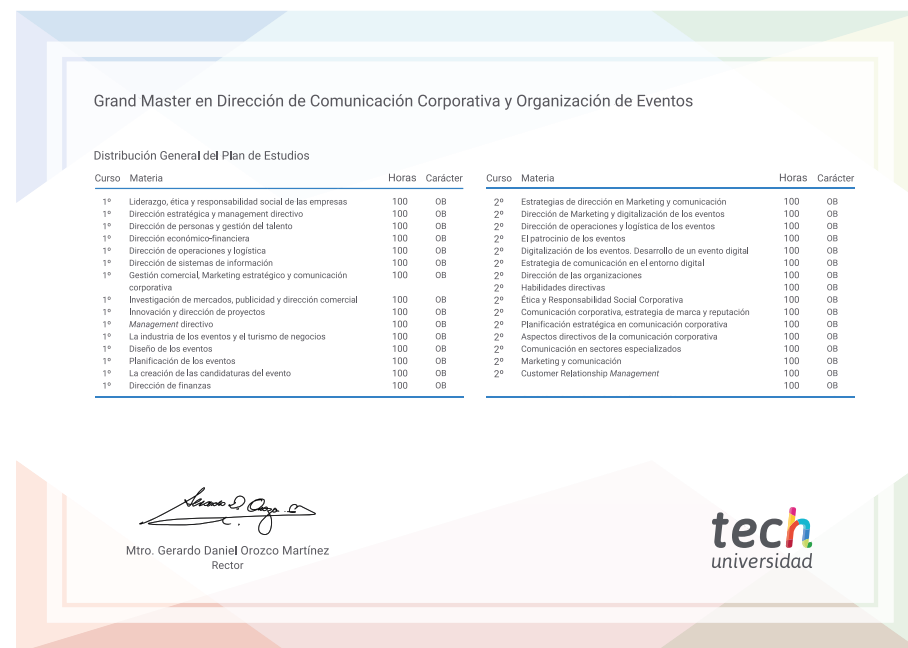 Grand Master en Dirección de Comunicación Corporativa y Organización de Eventos
Distribución General del Plan de Estudios
Curso Materia Horas Carácter
1º Liderazgo, ética y responsabilidad social de las empresas 100 OB
1º Dirección estratégica y management directivo 100 OB
1º Dirección de personas y gestión del talento 100 OB
1º Dirección económico-financiera 100 OB
1º Dirección de operaciones y logística 100 OB
1º Dirección de sistemas de información 100 OB
1º Gestión comercial, Marketing estratégico y comunicación 100 OB
corporativa
1º Investigación de mercados, publicidad y dirección comercial 100 OB
1º Innovación y dirección de proyectos 100 OB
1º Management directivo 100 OB
1º La industria de los eventos y el turismo de negocios 100 OB
1º Diseño de los eventos 100 OB
1º Planificación de los eventos 100 OB
1º La creación de las candidaturas del evento 100 OB
1º Dirección de finanzas 100 OB
Curso Materia Horas Carácter
2º Estrategias de dirección en Marketing y comunicación 100 OB
2º Dirección de Marketing y digitalización de los eventos 100 OB
2º Dirección de operaciones y logística de los eventos 100 OB
2º El patrocinio de los eventos 100 OB
2º Digitalización de los eventos. Desarrollo de un evento digital 100 OB
2º Estrategia de comunicación en el entorno digital 100 OB
2º Dirección de las organizaciones 100 OB
2º Habilidades directivas 100 OB
2º Ética y Responsabilidad Social Corporativa 100 OB
2º Comunicación corporativa, estrategia de marca y reputación 100 OB
2º Planificación estratégica en comunicación corporativa 100 OB
2º Aspectos directivos de la comunicación corporativa 100 OB
2º Comunicación en sectores especializados 100 OB
2º Marketing y comunicación 100 OB
2º Customer Relationship Management 100 OB
100 OB
Mtro. Gerardo Daniel Orozco Martínez
Rector
tech
universidad